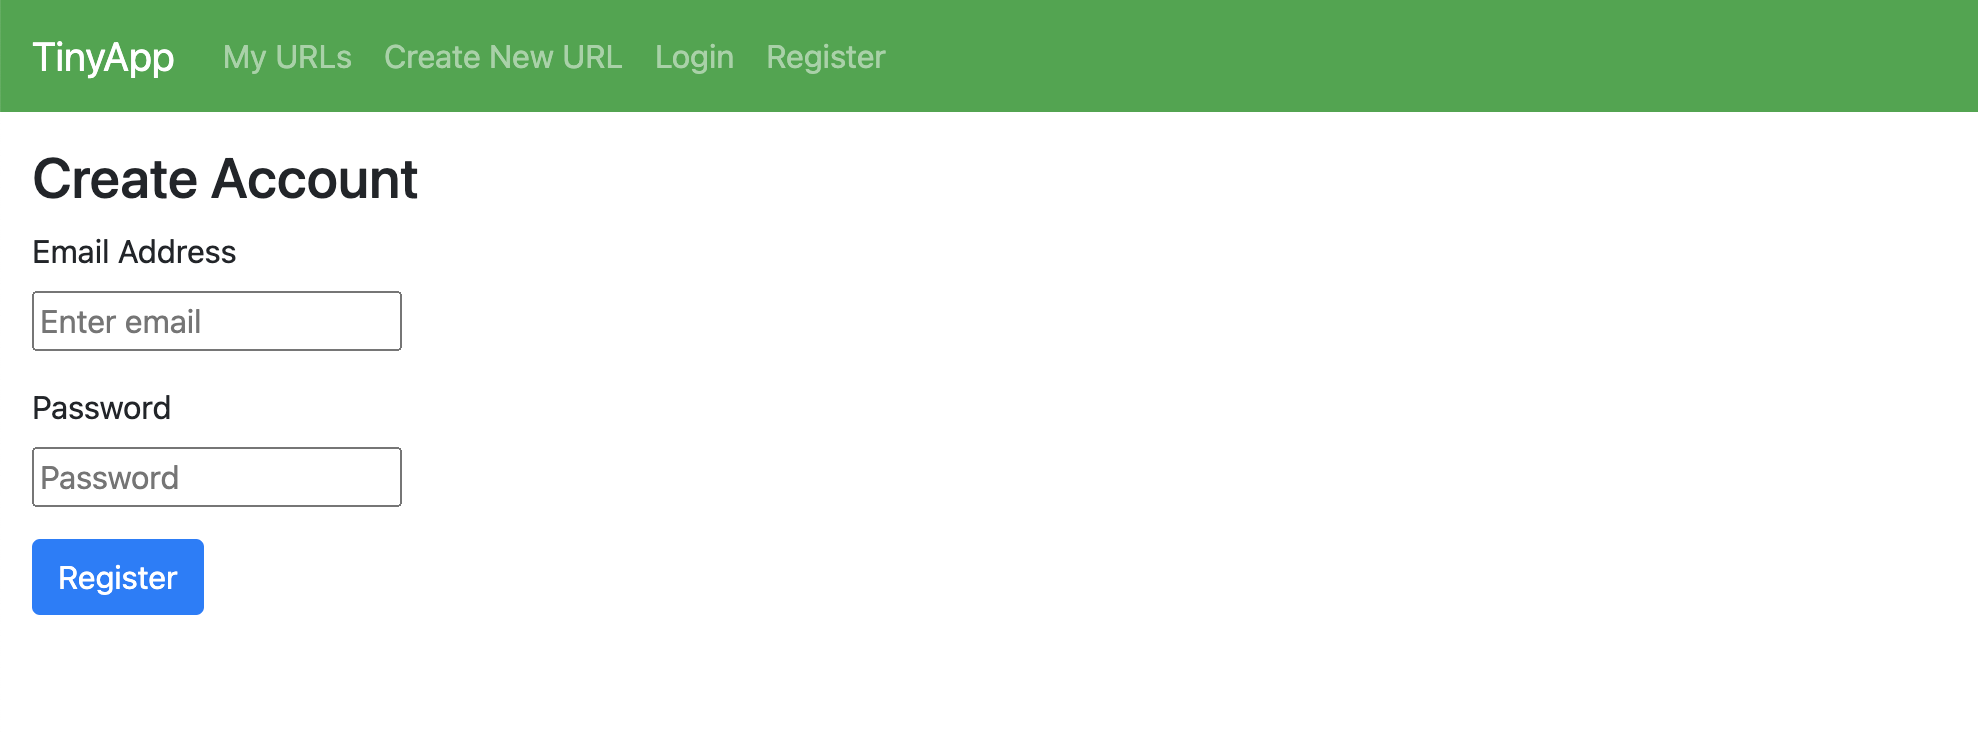 TinyApp My URLs Create New URL Login Register
Create Account
Email Address
Enter email
Password
Password
Register